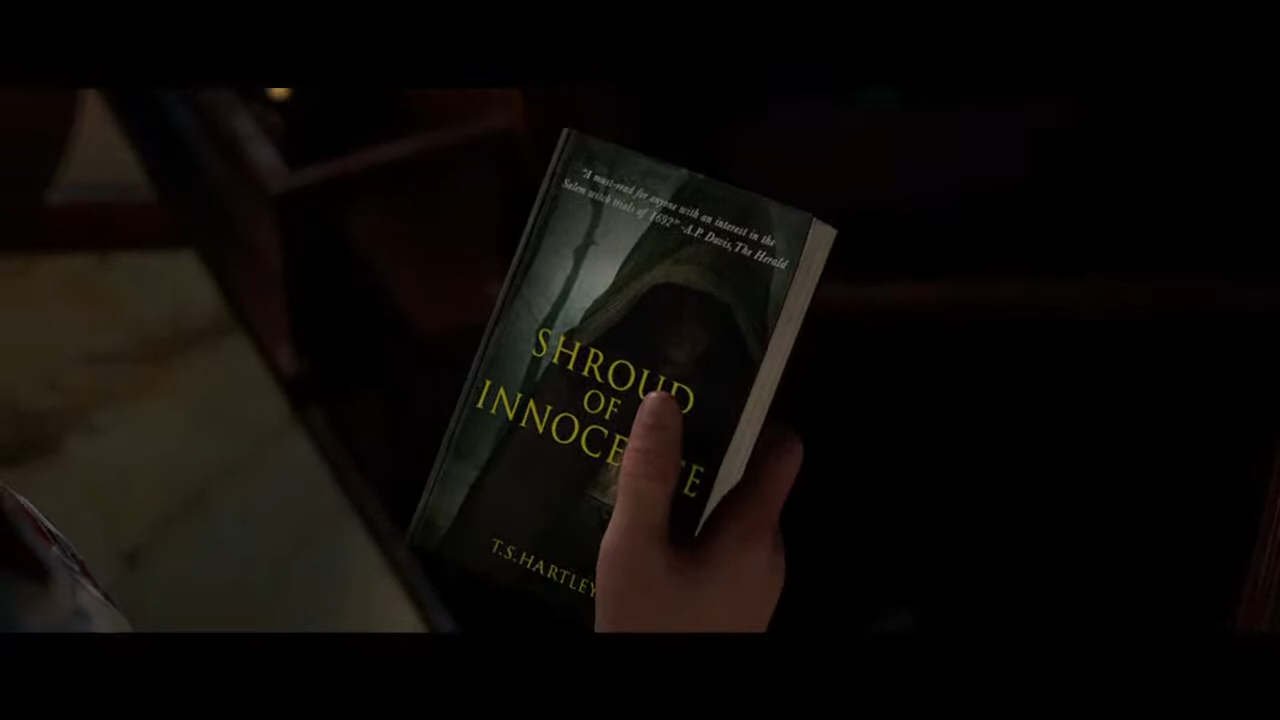 "A must-read for anyone with an interest in the
Salem witch trials of 1692" -A.P. Davis, The Herald
SHROUD
OF
INNOCE E
T.S.HARTLEY